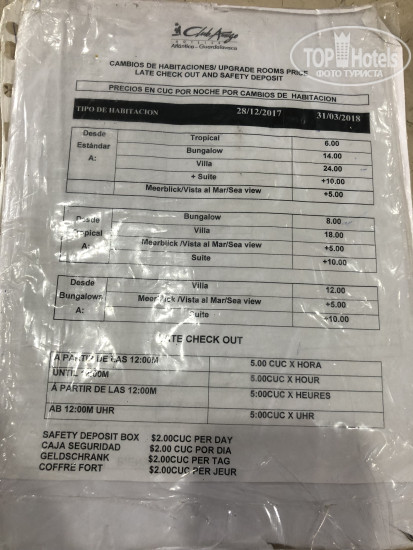 TOPHotels
ФОТО ТУРИСТА
Club Amigo
Atlántico - Guardalavaca
CAMBIOS DE HABITACIONES/ UPGRADE ROOMS PRICE
LATE CHECK OUT AND SAFETY DEPOSIT
PRECIOS EN CUC POR NOCHE POR CAMBIOS DE HABITACION
TIPO DE HABITACION 28/12/2017 31/03/2018
Desde Estándar A: Tropical 6.00
Bungalow 14.00
Villa 24.00
+ Suite +10.00
Meerblick/Vista al Mar/Sea view +5.00
Desde Tropical A: Bungalow 8.00
Villa 18.00
Meerblick /Vista al Mar/Sea view +5.00
Suite +10.00
Desde Bungalows A: Villa 12.00
Meerblick /Vista al Mar/Sea view +5.00
Suite +10.00
LATE CHECK OUT
A PARTIR DE LAS 12:00M 5.00 CUC X HORA
UNTIL 12:00M 5.00CUC X HOUR
Á PARTIR DE LAS 12:00M 5:00CUC X HEURES
AB 12:00M UHR 5:00CUC X UHR
SAFETY DEPOSIT BOX $2.00CUC PER DAY
CAJA SEGURIDAD $2.00 CUC POR DIA
GELDSCHRANK $2.00CUC PER TAG
COFFRE FORT $2.00CUC PER JEUR